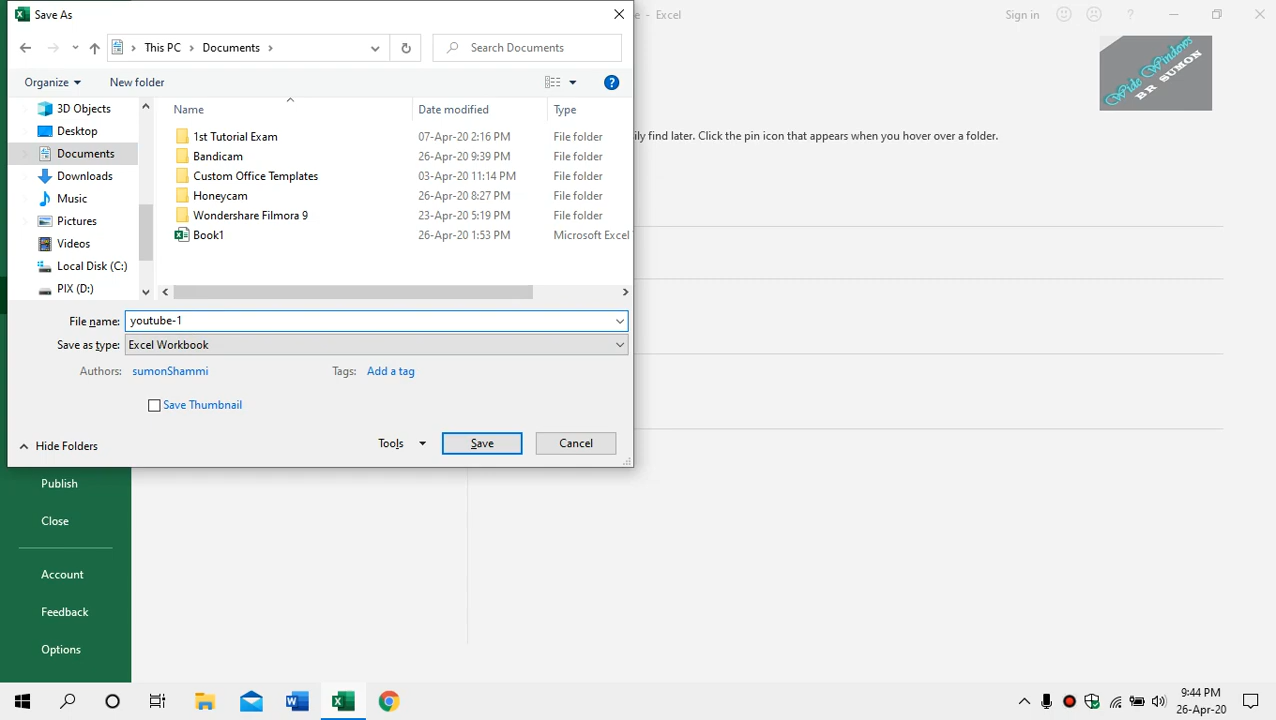 Save As
e - Excel
Sign in
?
This PC > Documents >
Search Documents
Wide Windows
BR SUMON
Organize
New folder
?
3D Objects
Desktop
Documents
Downloads
Music
Pictures
Videos
Local Disk (C:)
PIX (D:)
Name Date modified Type
1st Tutorial Exam 07-Apr-20 2:16 PM File folder
Bandicam 26-Apr-20 9:39 PM File folder
Custom Office Templates 03-Apr-20 11:14 PM File folder
Honeycam 26-Apr-20 8:27 PM File folder
Wondershare Filmora 9 23-Apr-20 5:19 PM File folder
Book1 26-Apr-20 1:53 PM Microsoft Excel
ily find later. Click the pin icon that appears when you hover over a folder.
File name: youtube-1
Save as type: Excel Workbook
Authors: sumonShammi
Tags: Add a tag
Save Thumbnail
Hide Folders
Tools
Save
Cancel
Publish
Close
Account
Feedback
Options
9:44 PM
26-Apr-20